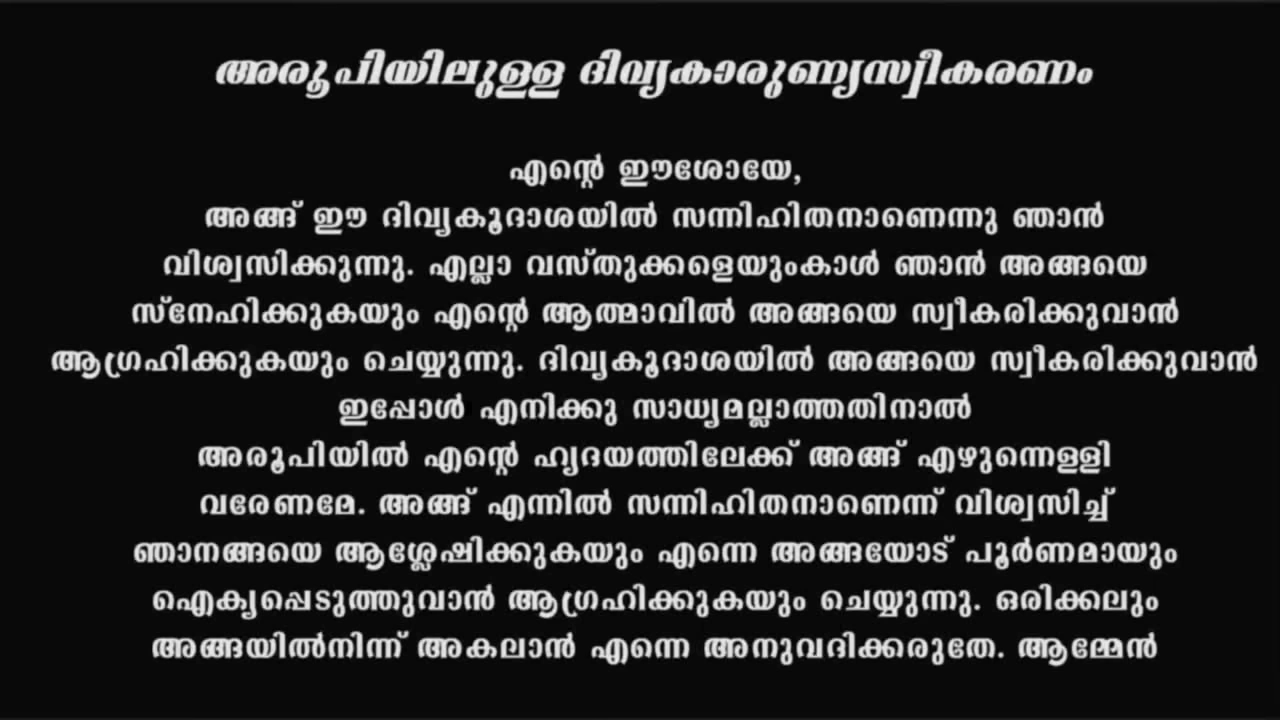 അരൂപിയിലുള്ള ദിവ്യകാരുണ്യസ്വീകരണം
എന്റെ ഈശോയേ,
അങ്ങ് ഈ ദിവ്യകൂദാശയിൽ സന്നിഹിതനാണെന്നു ഞാൻ
വിശ്വസിക്കുന്നു. എല്ലാ വസ്തുക്കളെയുംകാൾ ഞാൻ അങ്ങയെ
സ്നേഹിക്കുകയും എന്റെ ആത്മാവിൽ അങ്ങയെ സ്വീകരിക്കുവാൻ
ആഗ്രഹിക്കുകയും ചെയ്യുന്നു. ദിവ്യകൂദാശയിൽ അങ്ങയെ സ്വീകരിക്കുവാൻ
ഇപ്പോൾ എനിക്കു സാധ്യമല്ലാത്തതിനാൽ
അരൂപിയിൽ എന്റെ ഹൃദയത്തിലേക്ക് അങ്ങ് എഴുന്നെള്ളി
വരേണമേ. അങ്ങ് എന്നിൽ സന്നിഹിതനാണെന്ന് വിശ്വസിച്ച്
ഞാനങ്ങയെ ആശ്ലേഷിക്കുകയും എന്നെ അങ്ങയോട് പൂർണമായും
ഐക്യപ്പെടുത്തുവാൻ ആഗ്രഹിക്കുകയും ചെയ്യുന്നു. ഒരിക്കലും
അങ്ങയിൽനിന്ന് അകലാൻ എന്നെ അനുവദിക്കരുതേ. ആമ്മേൻ